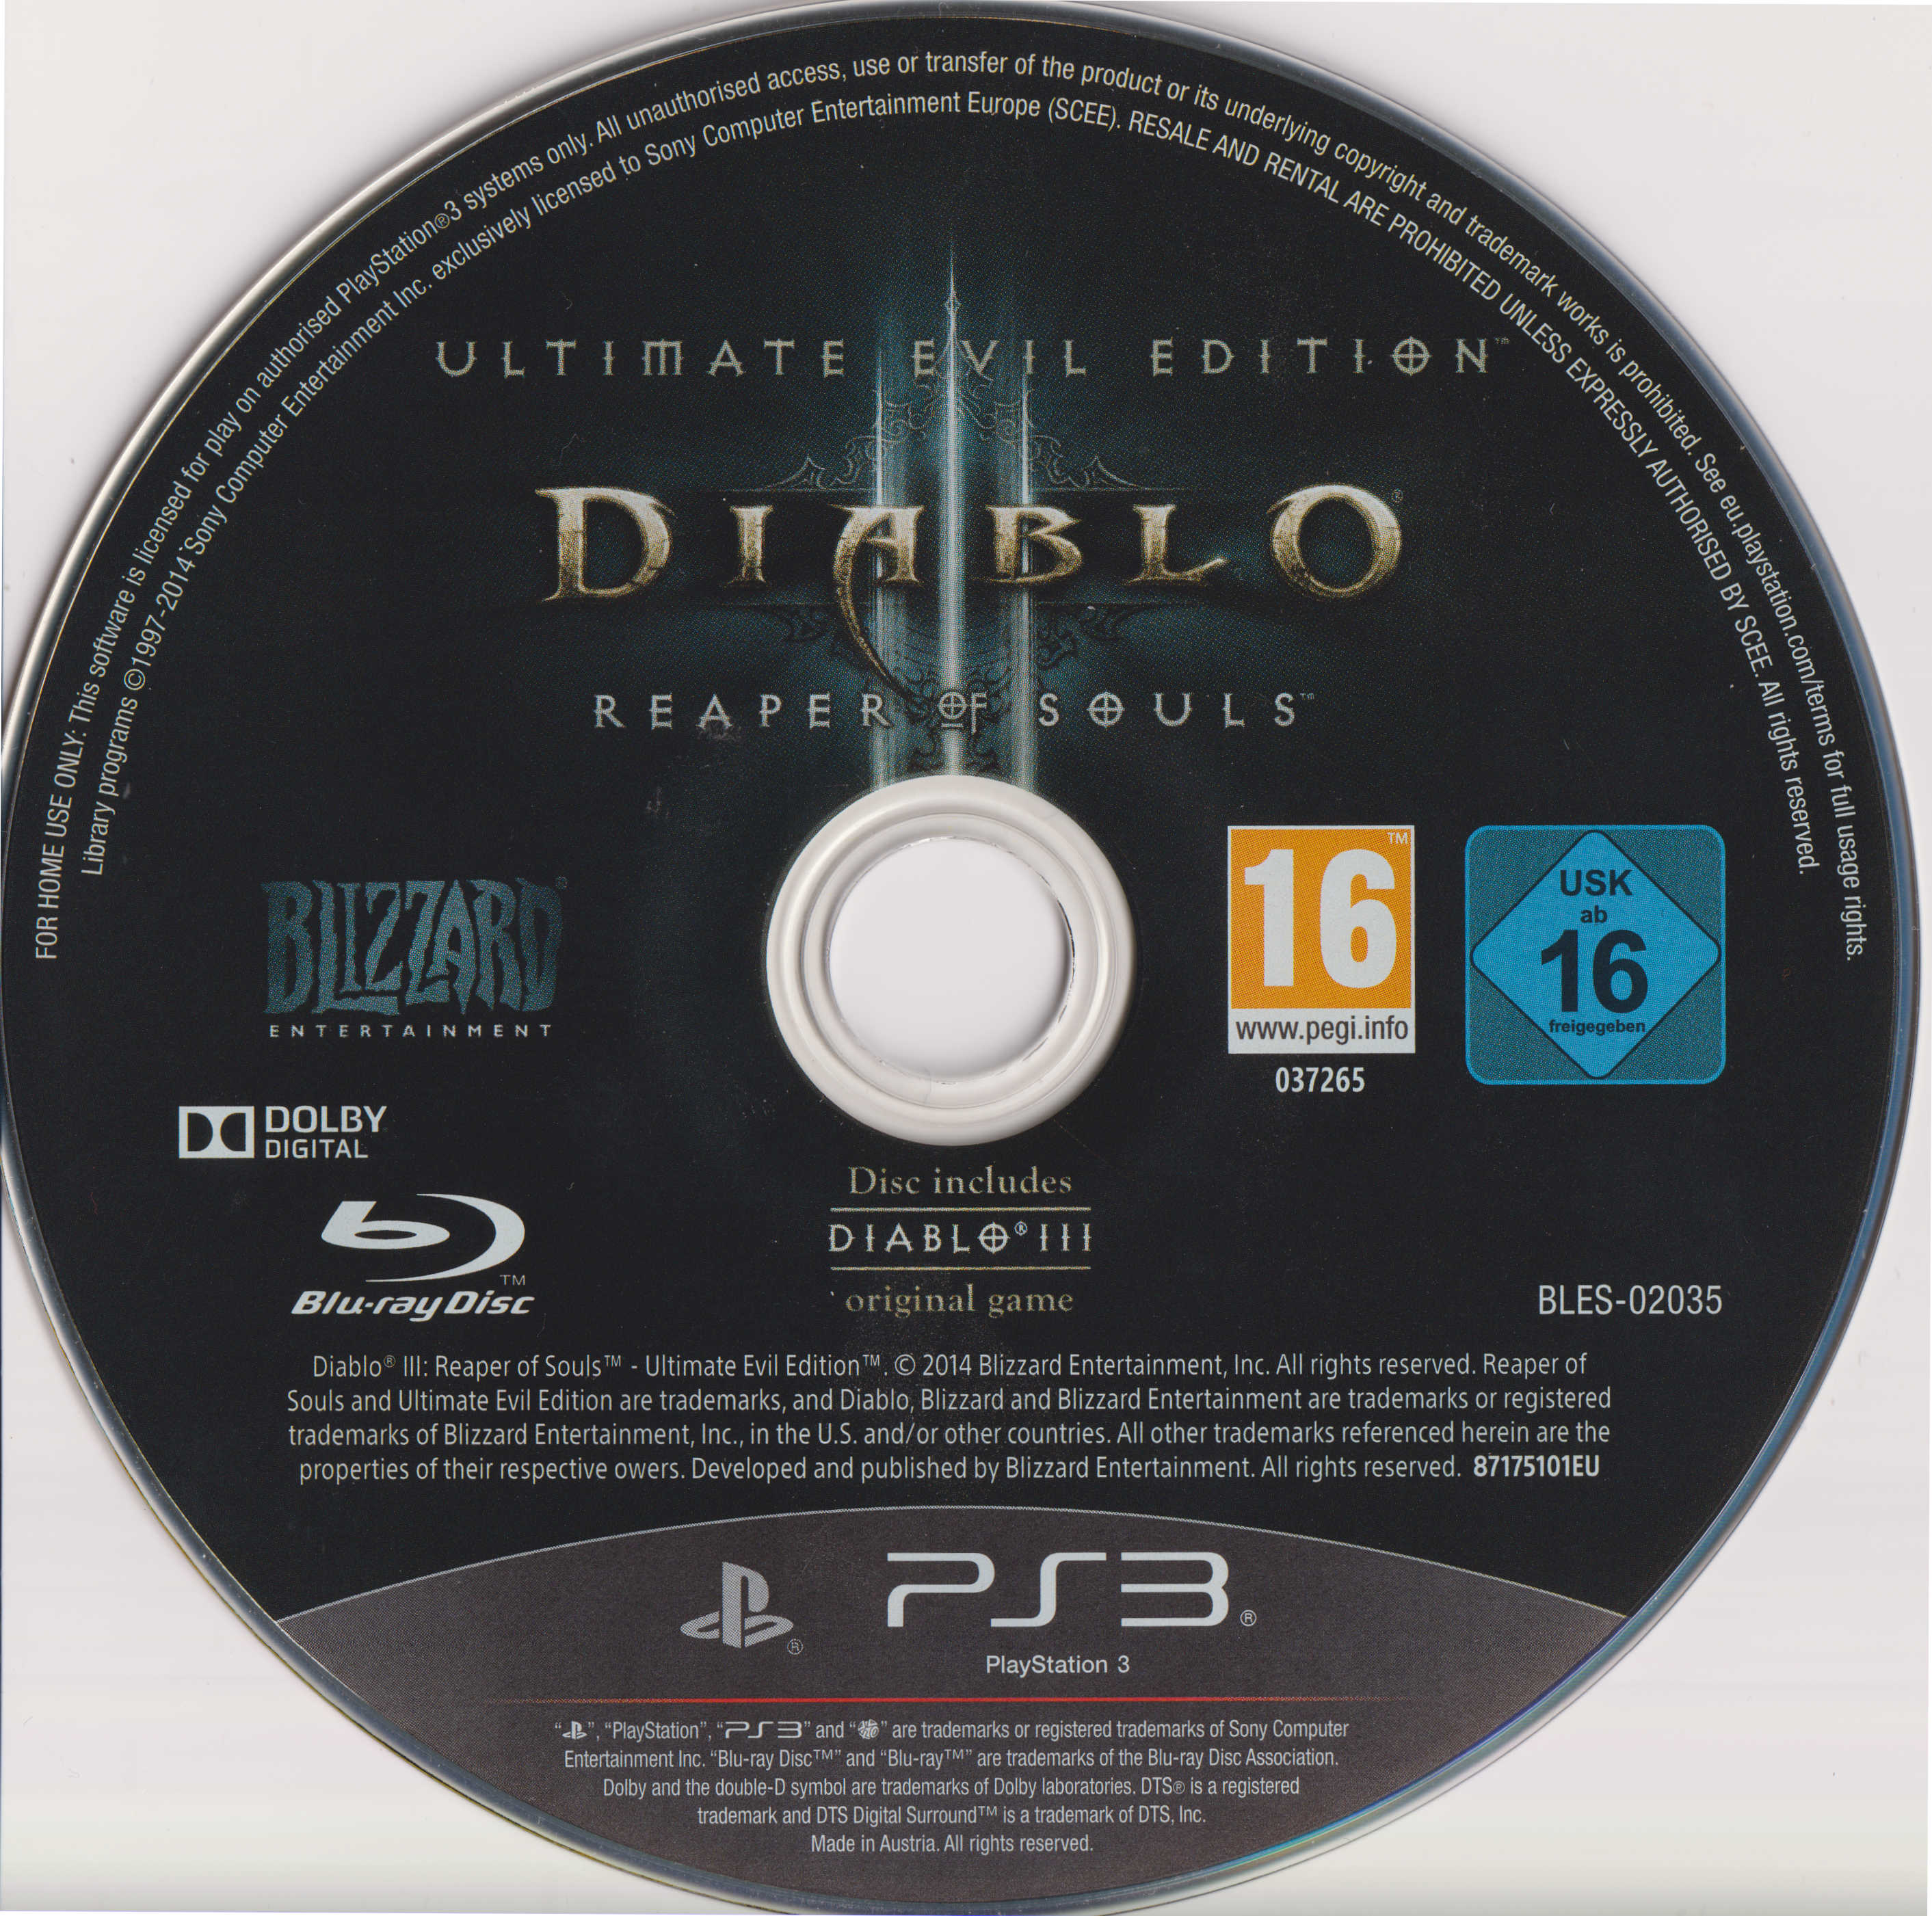 FOR HOME USE ONLY: This software is licensed for play on authorised PlayStation®3 systems only. All unauthorised access, use or transfer of the product or its underlying copyright and trademark works is prohibited. See eu.playstation.com/terms for full usage rights.
Library programs ©1997-2014 Sony Computer Entertainment Inc. exclusively licensed to Sony Computer Entertainment Europe (SCEE). RESALE AND RENTAL ARE PROHIBITED UNLESS EXPRESSLY AUTHORISED BY SCEE. All rights reserved.
ULTIMATE EVIL EDITION™
DIABLO®
REAPER OF SOULS™
BLIZZARD®
ENTERTAINMENT
16™
www.pegi.info
037265
USK
ab
16
freigegeben
DOLBY
DIGITAL
Blu-ray Disc™
Disc includes
DIABLO® III
original game
BLES-02035
Diablo® III: Reaper of Souls™ - Ultimate Evil Edition™. © 2014 Blizzard Entertainment, Inc. All rights reserved. Reaper of
Souls and Ultimate Evil Edition are trademarks, and Diablo, Blizzard and Blizzard Entertainment are trademarks or registered
trademarks of Blizzard Entertainment, Inc., in the U.S. and/or other countries. All other trademarks referenced herein are the
properties of their respective owers. Developed and published by Blizzard Entertainment. All rights reserved. 87175101EU
PS3®
PlayStation 3
“ ”, “PlayStation”, “PS3” and “ ” are trademarks or registered trademarks of Sony Computer
Entertainment Inc. “Blu-ray Disc™” and “Blu-ray™” are trademarks of the Blu-ray Disc Association.
Dolby and the double-D symbol are trademarks of Dolby laboratories. DTS® is a registered
trademark and DTS Digital Surround™ is a trademark of DTS, Inc.
Made in Austria. All rights reserved.